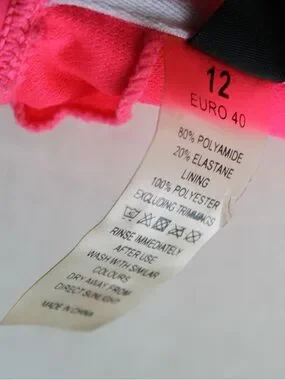 12
EURO 40
80% POLYAMIDE
20% ELASTANE
LINING
100% POLYESTER
EXCLUDING TRIMMINGS
RINSE IMMEDIATELY
AFTER USE
WASH WITH SIMILAR
COLOURS
DRY AWAY FROM
DIRECT SUNLIGHT
MADE IN CHINA